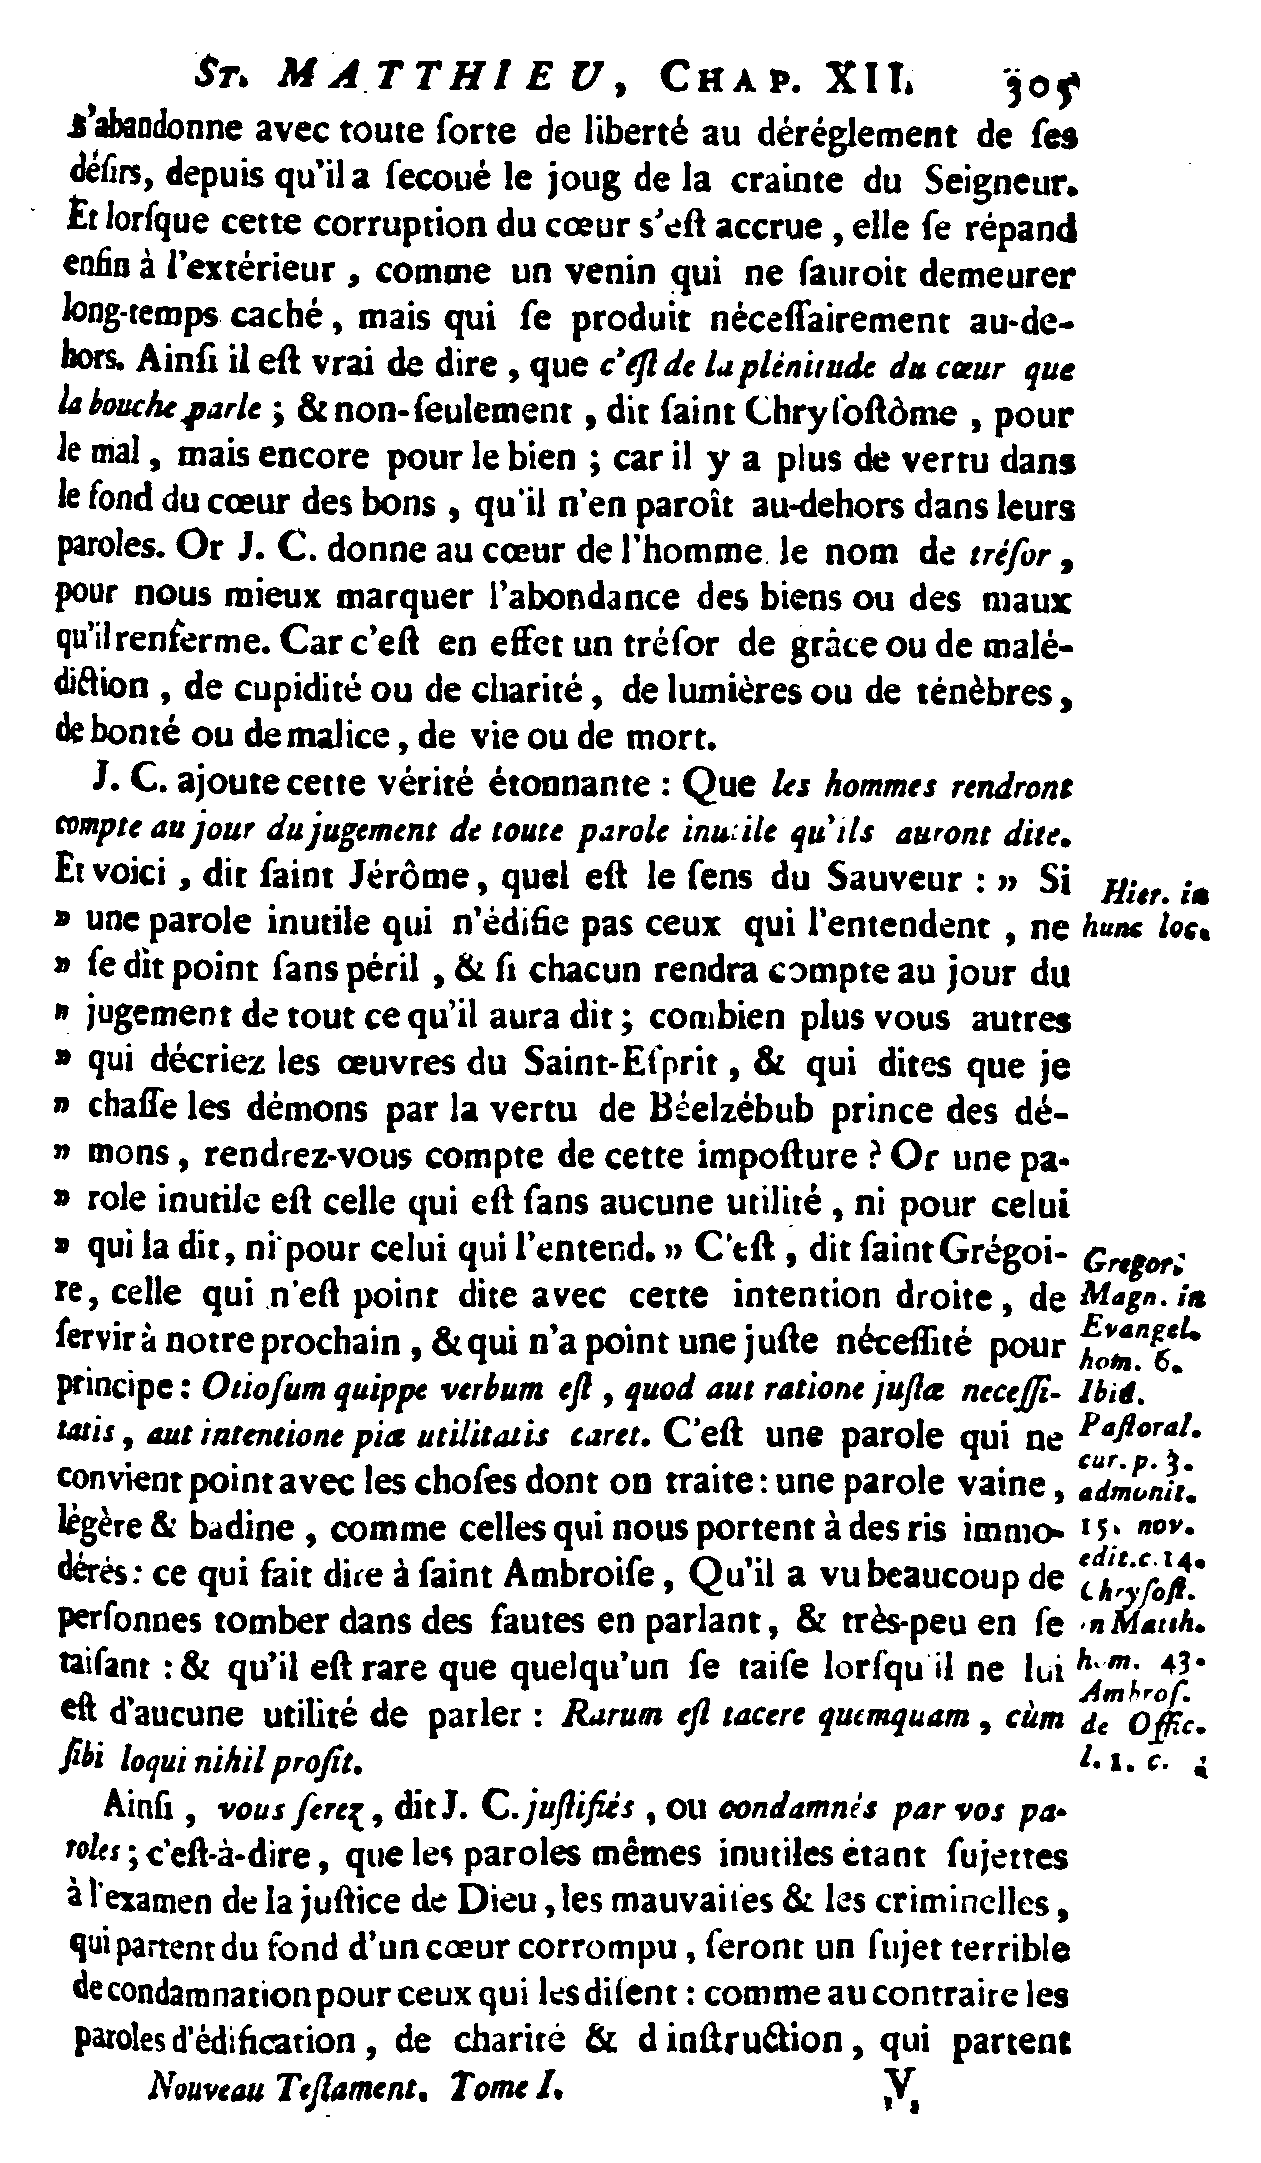 ST. MATTHIEU, CHAP. XII. 305
s'abandonne avec toute ſorte de liberté au déréglement de ſes
déſirs, depuis qu'il a ſecoué le joug de la crainte du Seigneur.
Et lorſque cette corruption du cœur s'eſt accrue, elle ſe répand
enfin à l'extérieur, comme un venin qui ne ſauroit demeurer
long-temps caché, mais qui ſe produit néceſſairement au-de-
hors. Ainſi il eſt vrai de dire, que c'eſt de la plénitude du cœur que
la bouche parle; & non-ſeulement, dit ſaint Chryſoſtôme, pour
le mal, mais encore pour le bien; car il y a plus de vertu dans
le fond du cœur des bons, qu'il n'en paroît au-dehors dans leurs
paroles. Or J. C. donne au cœur de l'homme le nom de tréſor,
pour nous mieux marquer l'abondance des biens ou des maux
qu'il renferme. Car c'eſt en effet un tréſor de grâce ou de malé-
diction, de cupidité ou de charité, de lumières ou de ténèbres,
de bonté ou de malice, de vie ou de mort.
J. C. ajoute cette vérité étonnante : Que les hommes rendront
compte au jour du jugement de toute parole inutile qu'ils auront dite.
Et voici, dit ſaint Jérôme, quel eſt le ſens du Sauveur : » Si
» une parole inutile qui n'édifie pas ceux qui l'entendent, ne
» ſe dit point ſans péril, & ſi chacun rendra compte au jour du
» jugement de tout ce qu'il aura dit; combien plus vous autres
» qui décriez les œuvres du Saint-Eſprit, & qui dites que je
» chaſſe les démons par la vertu de Béelzébub prince des dé-
» mons, rendrez-vous compte de cette impoſture ? Or une pa-
» role inutile eſt celle qui eſt ſans aucune utilité, ni pour celui
» qui la dit, ni pour celui qui l'entend. » C'eſt, dit ſaint Grégoi-
re, celle qui n'eſt point dite avec cette intention droite, de
ſervir à notre prochain, & qui n'a point une juſte néceſſité pour
principe : Otioſum quippe verbum eſt, quod aut ratione juſtæ neceſſi-
tatis, aut intentione piæ utilitatis caret. C'eſt une parole qui ne
convient point avec les choſes dont on traite : une parole vaine,
légère & badine, comme celles qui nous portent à des ris immo-
dérés : ce qui fait dire à ſaint Ambroiſe, Qu'il a vu beaucoup de
perſonnes tomber dans des fautes en parlant, & très-peu en ſe
taiſant : & qu'il eſt rare que quelqu'un ſe taiſe lorſqu'il ne lui
eſt d'aucune utilité de parler : Rarum eſt tacere quemquam, cùm
ſibi loqui nihil proſit.
Ainſi, vous ſerez, dit J. C. juſtifiés, ou condamnés par vos pa-
roles; c'eſt-à-dire, que les paroles mêmes inutiles étant ſujettes
à l'examen de la juſtice de Dieu, les mauvaiſes & les criminelles,
qui partent du fond d'un cœur corrompu, ſeront un ſujet terrible
de condamnation pour ceux qui les diſent : comme au contraire les
paroles d'édification, de charité & d'inſtruction, qui partent
Nouveau Teſtament. Tome I. V
Hier. in
hunc loc.
Gregor.
Magn. in
Evangel.
hom. 6.
Ibid.
Paſtoral.
cur. p. 3.
admonit.
15. nov.
edit. c. 14.
Chryſoſt.
in Matth.
hom. 43.
Ambroſ.
de Offic.
l. 1. c.